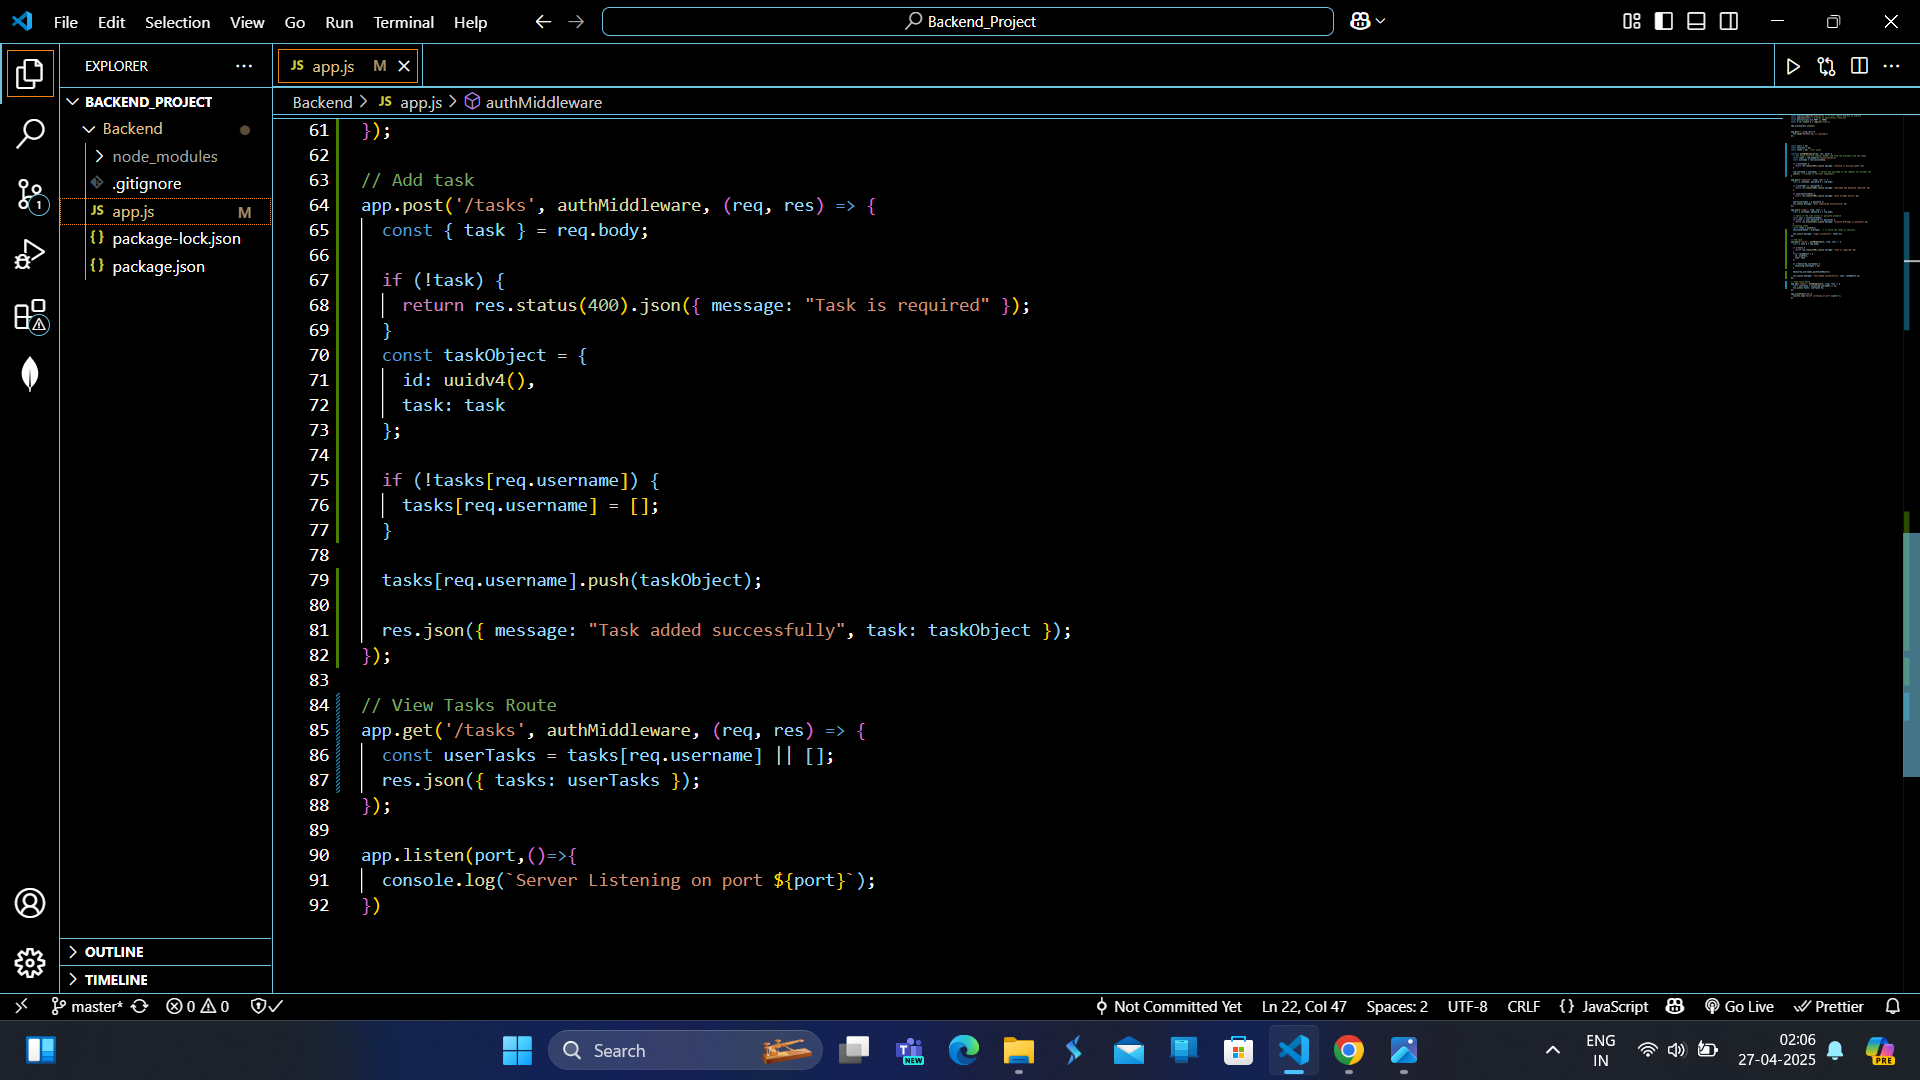 File Edit Selection View Go Run Terminal Help
Backend_Project
EXPLORER
JS app.js M
BACKEND_PROJECT
Backend > JS app.js > authMiddleware
Backend
node_modules
.gitignore
JS app.js M
{} package-lock.json
{} package.json
1
61 });
62
63 // Add task
64 app.post('/tasks', authMiddleware, (req, res) => {
65 const { task } = req.body;
66
67 if (!task) {
68 return res.status(400).json({ message: "Task is required" });
69 }
70 const taskObject = {
71 id: uuidv4(),
72 task: task
73 };
74
75 if (!tasks[req.username]) {
76 tasks[req.username] = [];
77 }
78
79 tasks[req.username].push(taskObject);
80
81 res.json({ message: "Task added successfully", task: taskObject });
82 });
83
84 // View Tasks Route
85 app.get('/tasks', authMiddleware, (req, res) => {
86 const userTasks = tasks[req.username] || [];
87 res.json({ tasks: userTasks });
88 });
89
90 app.listen(port,()=>{
91 console.log(`Server Listening on port ${port}`);
92 })
OUTLINE
TIMELINE
master* 0 0 Not Committed Yet Ln 22, Col 47 Spaces: 2 UTF-8 CRLF {} JavaScript Go Live Prettier
Search
NEW
ENG
IN
02:06
27-04-2025
PRE